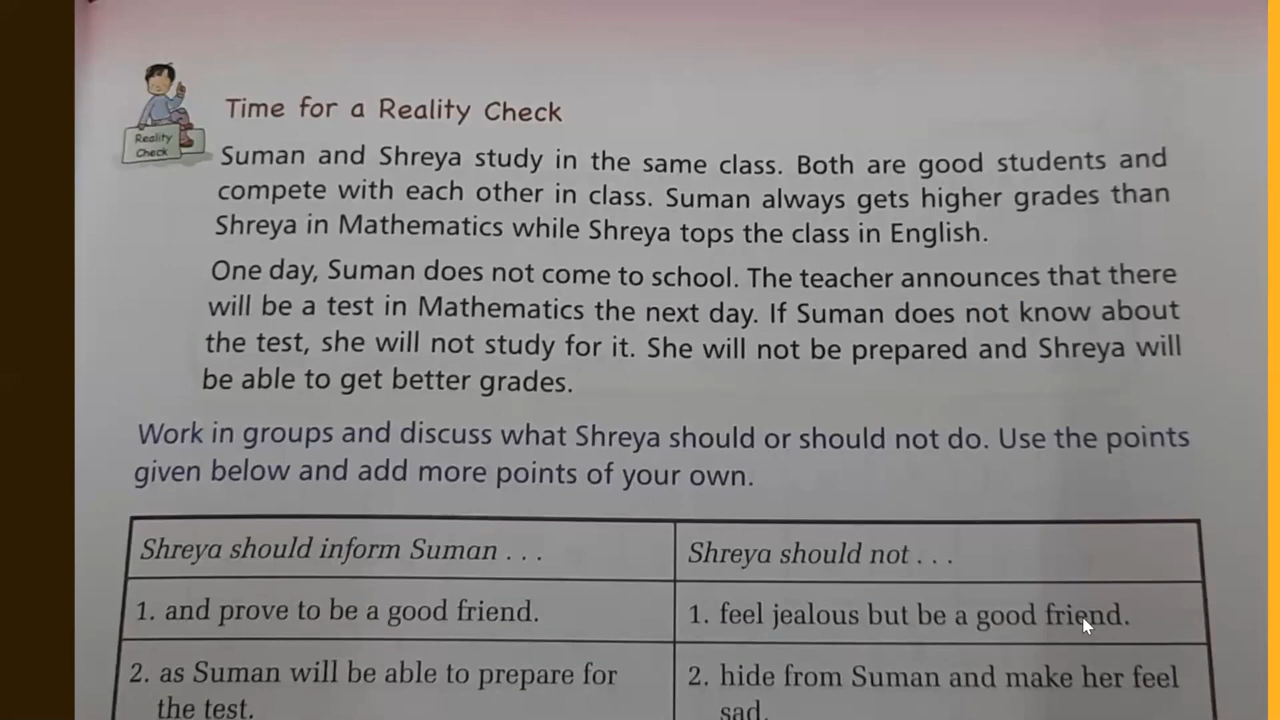 Time for a Reality Check
Reality
Check
Suman and Shreya study in the same class. Both are good students and
compete with each other in class. Suman always gets higher grades than
Shreya in Mathematics while Shreya tops the class in English.
One day, Suman does not come to school. The teacher announces that there
will be a test in Mathematics the next day. If Suman does not know about
the test, she will not study for it. She will not be prepared and Shreya will
be able to get better grades.
Work in groups and discuss what Shreya should or should not do. Use the points
given below and add more points of your own.
Shreya should inform Suman . . .
Shreya should not . . .
1. and prove to be a good friend.
1. feel jealous but be a good friend.
2. as Suman will be able to prepare for
the test.
2. hide from Suman and make her feel
sad.